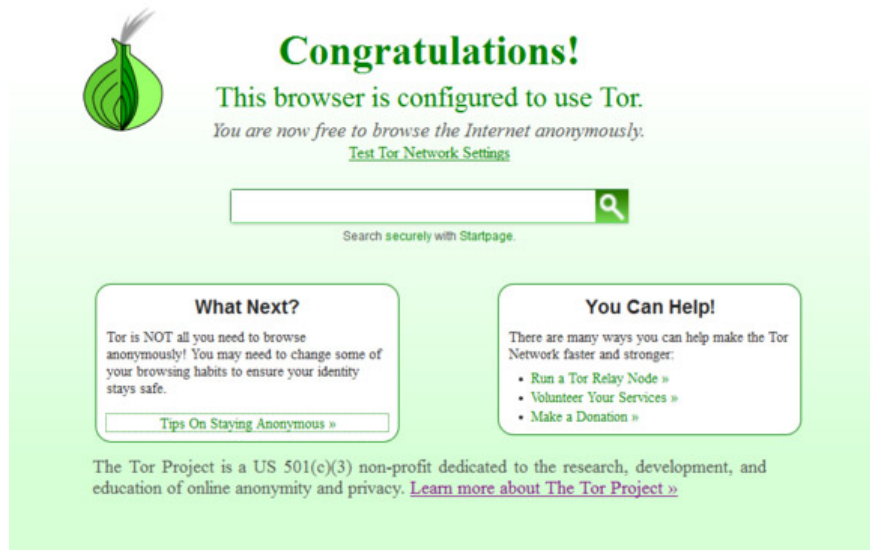 Congratulations!
This browser is configured to use Tor.
You are now free to browse the Internet anonymously.
Test Tor Network Settings
Search securely with Startpage.
What Next?
Tor is NOT all you need to browse
anonymously! You may need to change some of
your browsing habits to ensure your identity
stays safe.
Tips On Staying Anonymous »
You Can Help!
There are many ways you can help make the Tor
Network faster and stronger:
• Run a Tor Relay Node »
• Volunteer Your Services »
• Make a Donation »
The Tor Project is a US 501(c)(3) non-profit dedicated to the research, development, and
education of online anonymity and privacy. Learn more about The Tor Project »